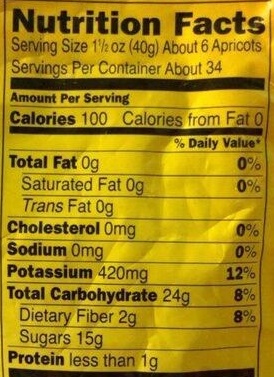 Nutrition Facts
Serving Size 1½ oz (40g) About 6 Apricots
Servings Per Container About 34
Amount Per Serving
Calories 100 Calories from Fat 0
% Daily Value*
Total Fat 0g 0%
Saturated Fat 0g 0%
Trans Fat 0g
Cholesterol 0mg 0%
Sodium 0mg 0%
Potassium 420mg 12%
Total Carbohydrate 24g 8%
Dietary Fiber 2g 8%
Sugars 15g
Protein less than 1g